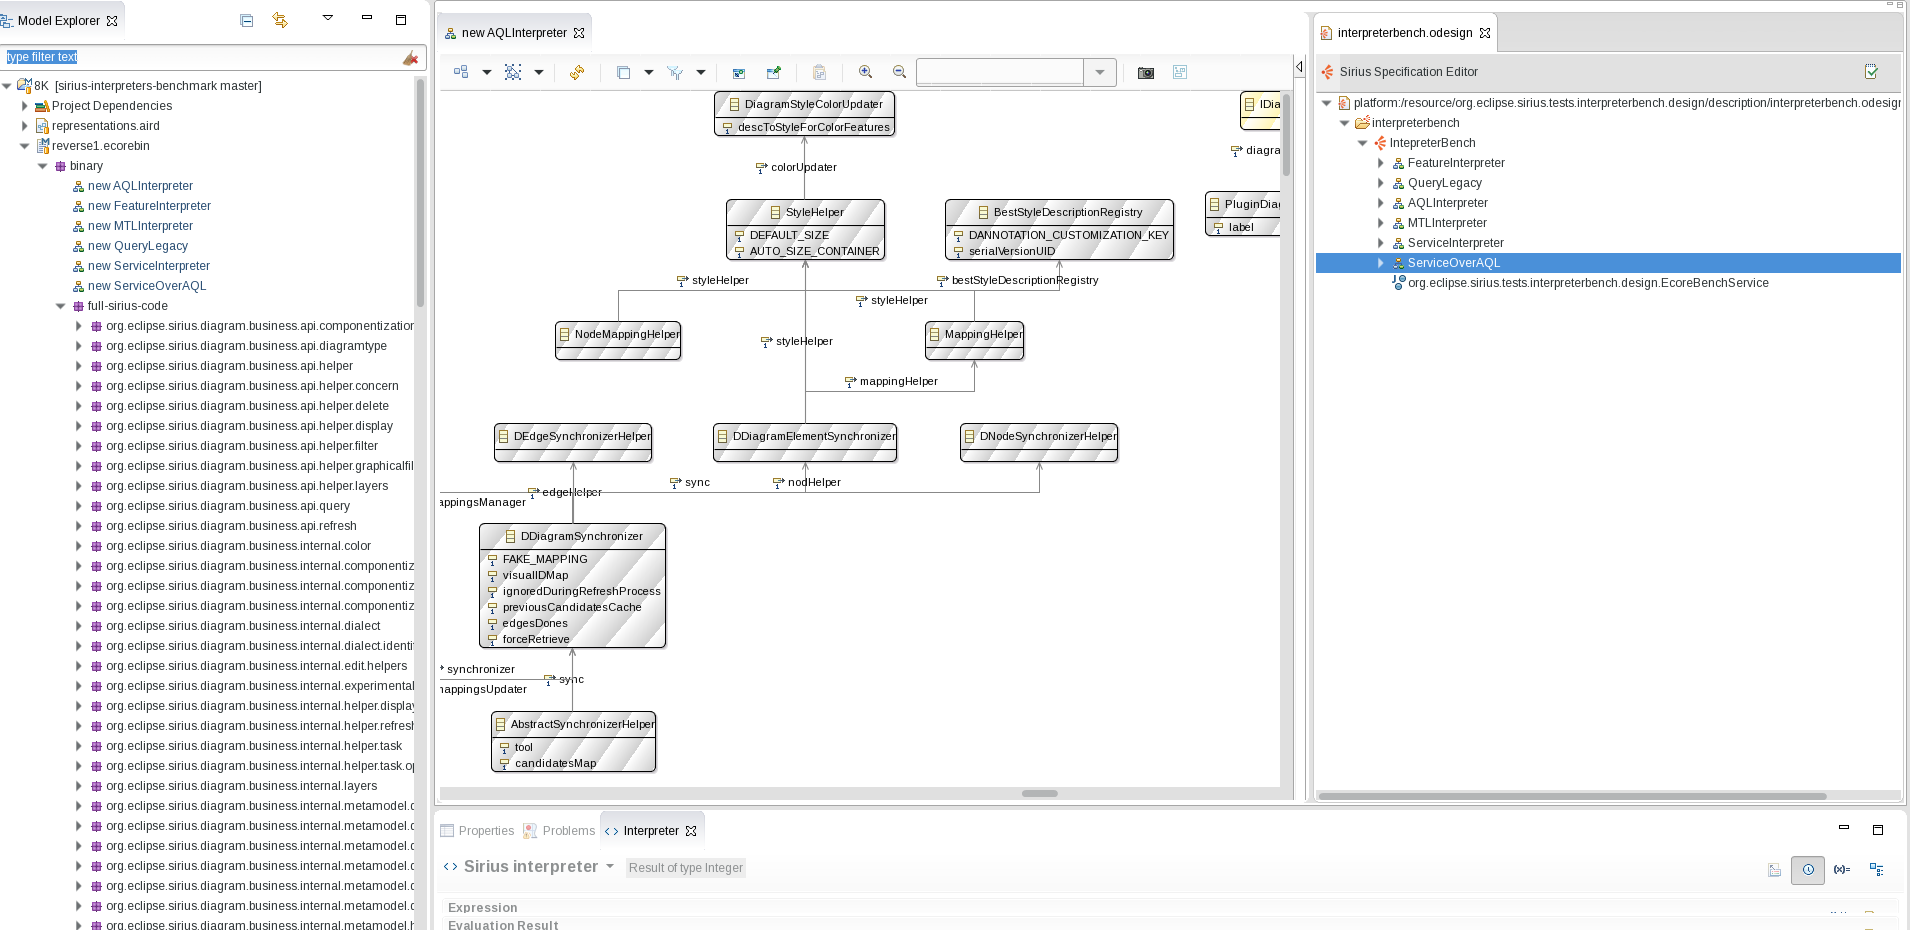 Model Explorer
type filter text
8K [sirius-interpreters-benchmark master]
Project Dependencies
representations.aird
reverse1.ecorebin
binary
new AQLInterpreter
new FeatureInterpreter
new MTLInterpreter
new QueryLegacy
new ServiceInterpreter
new ServiceOverAQL
full-sirius-code
org.eclipse.sirius.diagram.business.api.componentization
org.eclipse.sirius.diagram.business.api.diagramtype
org.eclipse.sirius.diagram.business.api.helper
org.eclipse.sirius.diagram.business.api.helper.concern
org.eclipse.sirius.diagram.business.api.helper.delete
org.eclipse.sirius.diagram.business.api.helper.display
org.eclipse.sirius.diagram.business.api.helper.filter
org.eclipse.sirius.diagram.business.api.helper.graphicalfil
org.eclipse.sirius.diagram.business.api.helper.layers
org.eclipse.sirius.diagram.business.api.query
org.eclipse.sirius.diagram.business.api.refresh
org.eclipse.sirius.diagram.business.internal.color
org.eclipse.sirius.diagram.business.internal.componentiz
org.eclipse.sirius.diagram.business.internal.componentiz
org.eclipse.sirius.diagram.business.internal.componentiz
org.eclipse.sirius.diagram.business.internal.dialect
org.eclipse.sirius.diagram.business.internal.dialect.identi
org.eclipse.sirius.diagram.business.internal.edit.helpers
org.eclipse.sirius.diagram.business.internal.experimental
org.eclipse.sirius.diagram.business.internal.helper.display
org.eclipse.sirius.diagram.business.internal.helper.refresh
org.eclipse.sirius.diagram.business.internal.helper.task
org.eclipse.sirius.diagram.business.internal.helper.task.op
org.eclipse.sirius.diagram.business.internal.layers
org.eclipse.sirius.diagram.business.internal.metamodel.d
org.eclipse.sirius.diagram.business.internal.metamodel.d
org.eclipse.sirius.diagram.business.internal.metamodel.d
org.eclipse.sirius.diagram.business.internal.metamodel.d
org.eclipse.sirius.diagram.business.internal.metamodel.d
org.eclipse.sirius.diagram.business.internal.metamodel.d
org.eclipse.sirius.diagram.business.internal.metamodel.h
new AQLInterpreter
DiagramStyleColorUpdater
descToStyleForColorFeatures
IDia
colorUpdater
diagra
StyleHelper
DEFAULT_SIZE
AUTO_SIZE_CONTAINER
BestStyleDescriptionRegistry
DANNOTATION_CUSTOMIZATION_KEY
serialVersionUID
PluginDiag
label
styleHelper
bestStyleDescriptionRegistry
styleHelper
NodeMappingHelper
styleHelper
MappingHelper
mappingHelper
DEdgeSynchronizerHelper
DDiagramElementSynchronizer
DNodeSynchronizerHelper
sync
nodHelper
edgeHelper
appingsManager
DDiagramSynchronizer
FAKE_MAPPING
visualIDMap
ignoredDuringRefreshProcess
previousCandidatesCache
edgesDones
forceRetrieve
synchronizer
sync
appingsUpdater
AbstractSynchronizerHelper
tool
candidatesMap
interpreterbench.odesign
Sirius Specification Editor
platform:/resource/org.eclipse.sirius.tests.interpreterbench.design/description/interpreterbench.odesign
interpreterbench
IntepreterBench
FeatureInterpreter
QueryLegacy
AQLInterpreter
MTLInterpreter
ServiceInterpreter
ServiceOverAQL
org.eclipse.sirius.tests.interpreterbench.design.EcoreBenchService
Properties Problems Interpreter
Sirius interpreter Result of type Integer
(x)=
Expression
Evaluation Result